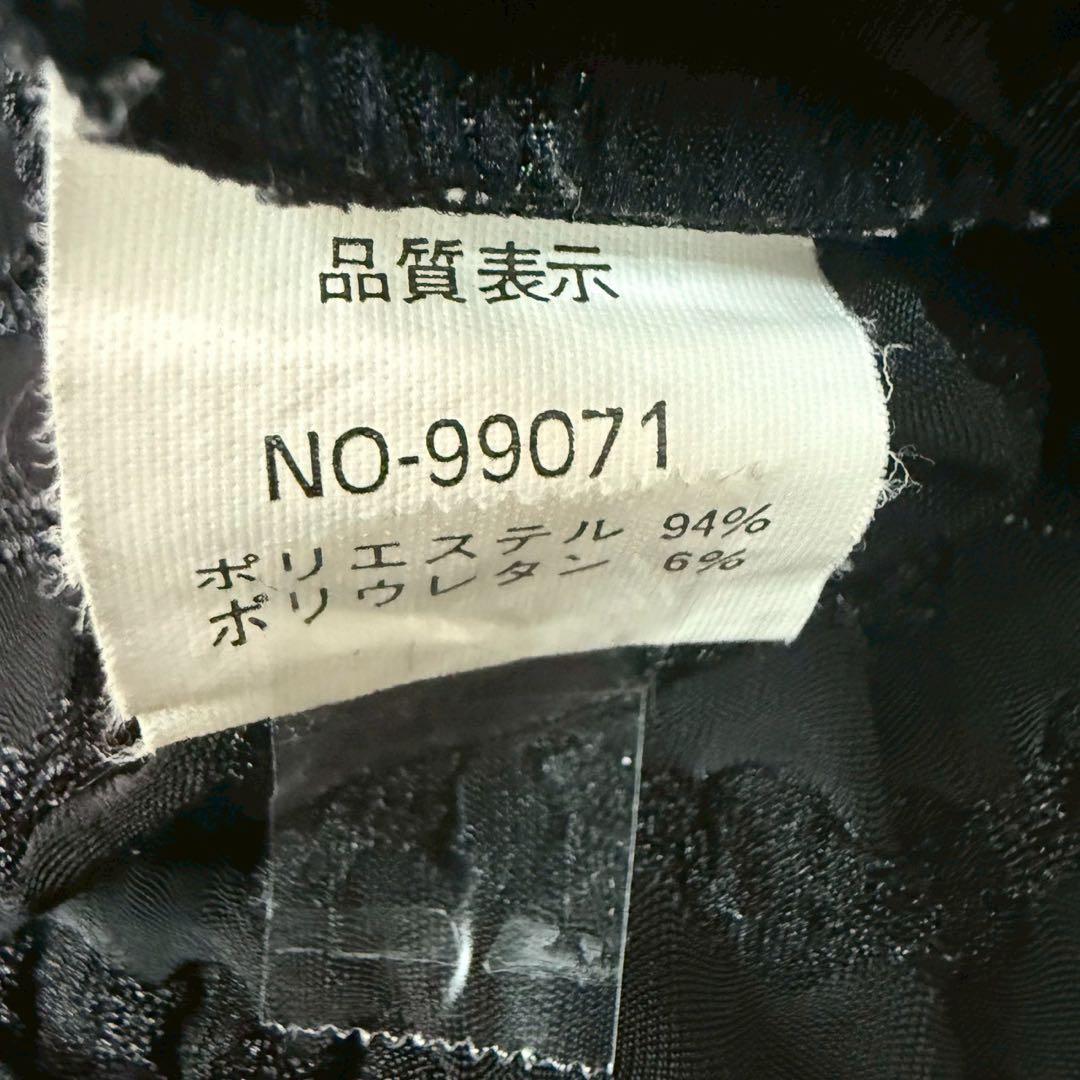 品質表示
NO-99071
ポリエステル 94%
ポリウレタン 6%